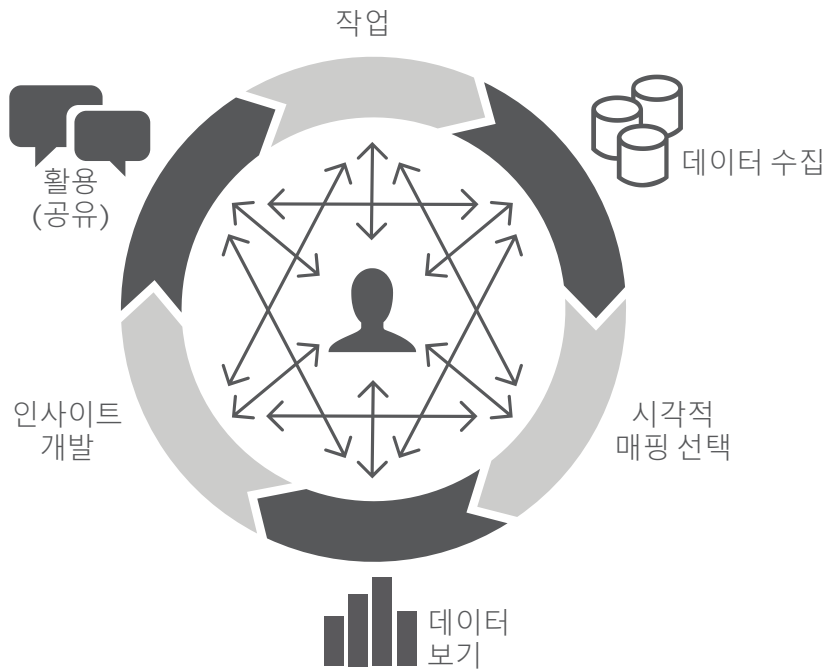 작업
데이터 수집
시각적
매핑 선택
데이터
보기
인사이트
개발
활용
(공유)